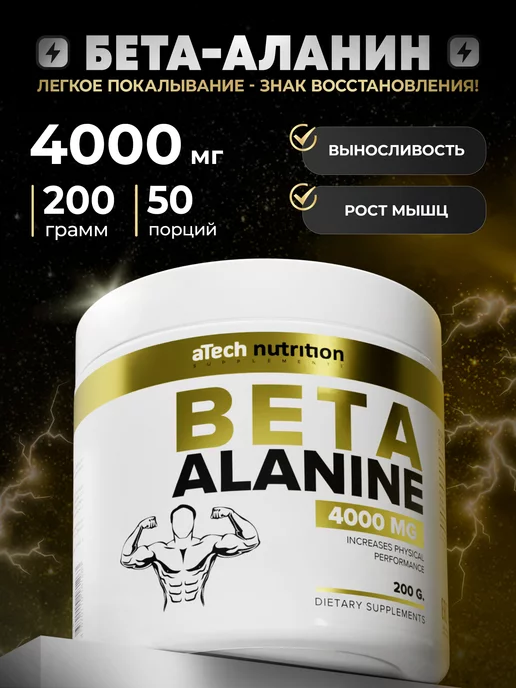 БЕТА-АЛАНИН
ЛЕГКОЕ ПОКАЛЫВАНИЕ - ЗНАК ВОССТАНОВЛЕНИЯ!
4000 мг
200
грамм
50
порций
ВЫНОСЛИВОСТЬ
РОСТ МЫШЦ
aTech nutrition
SUPPLEMENTS
BETA
ALANINE
4000 MG
INCREASES PHYSICAL
PERFORMANCE
200 G.
DIETARY SUPPLEMENTS